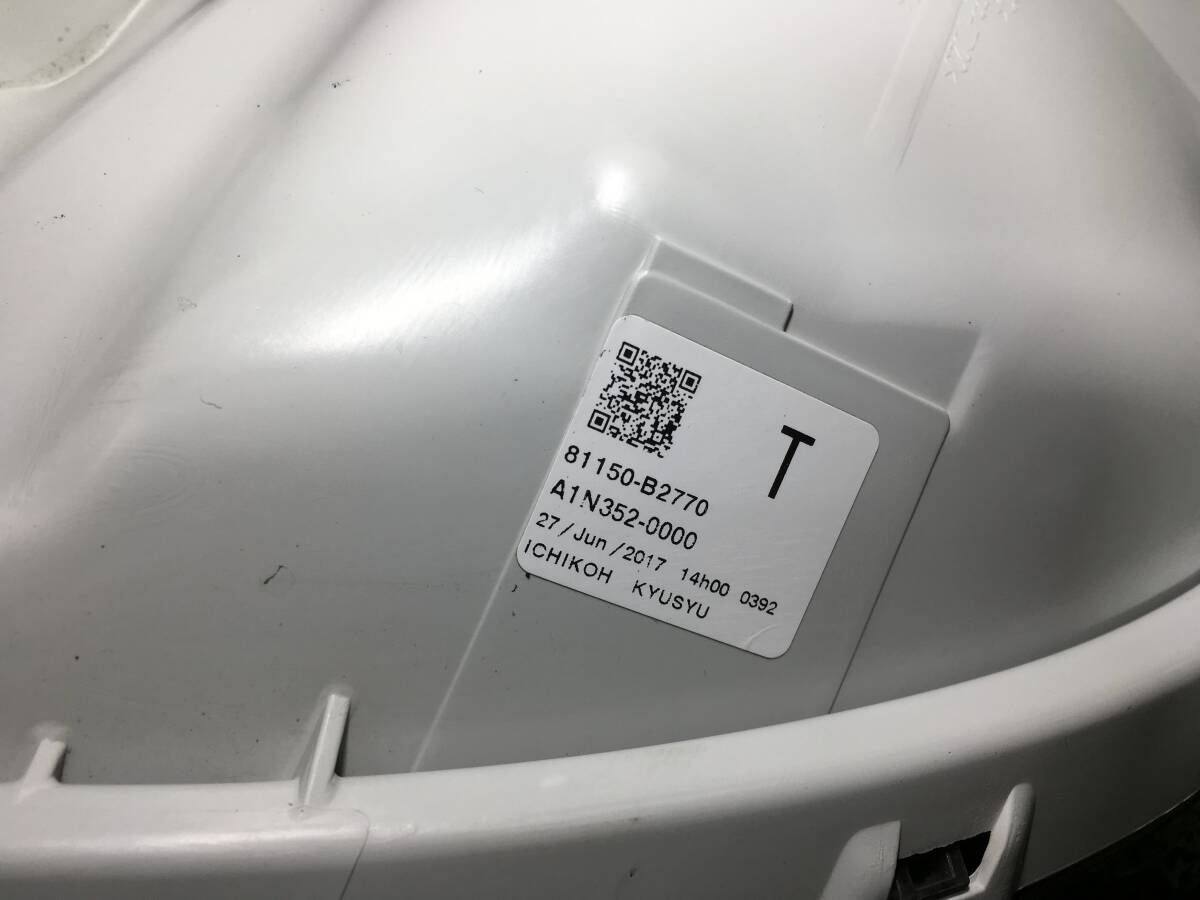 T
81150-B2770
A1N352-0000
27/Jun/2017 14h00 0392
ICHIKOH KYUSYU